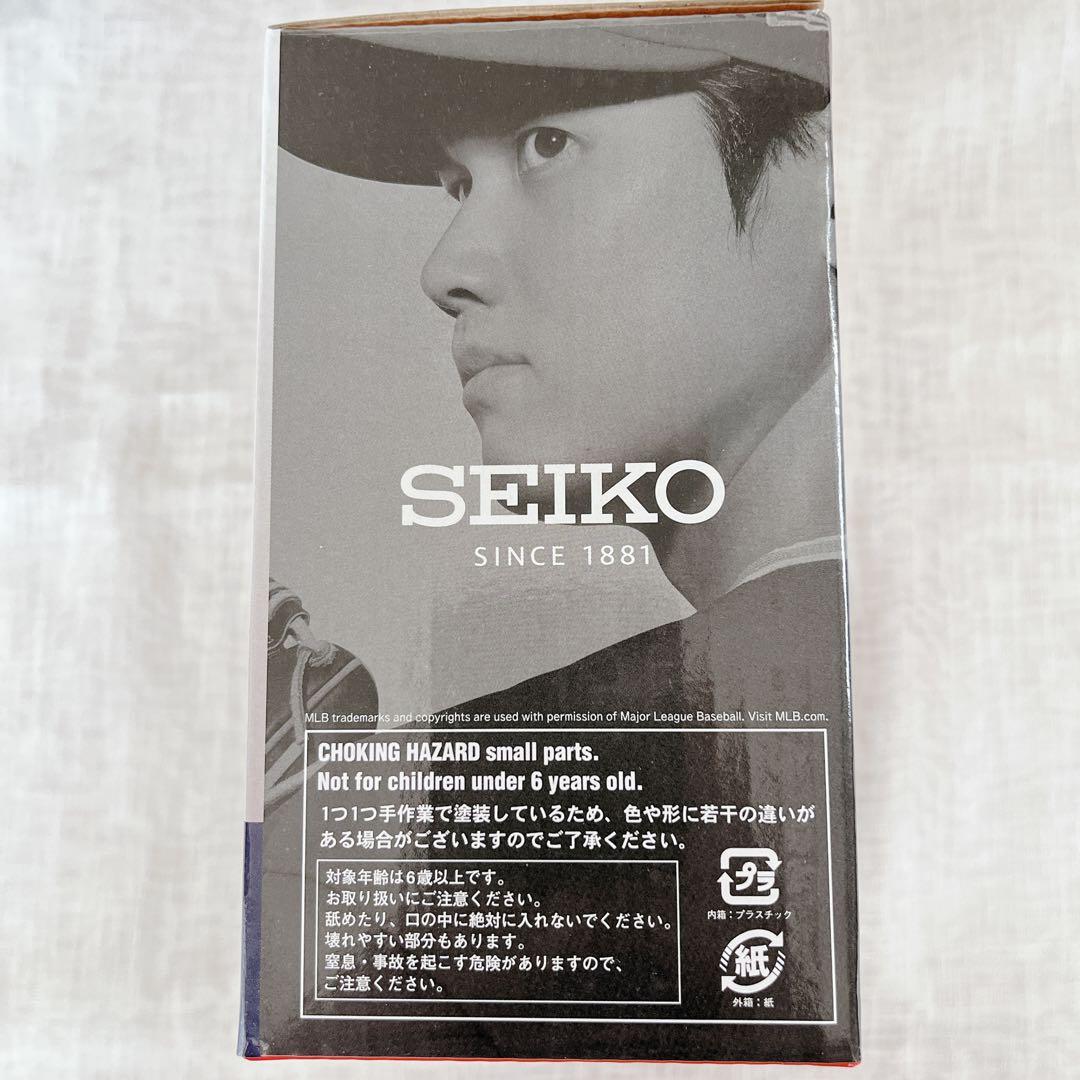 SEIKO
SINCE 1881
MLB trademarks and copyrights are used with permission of Major League Baseball. Visit MLB.com.
CHOKING HAZARD small parts.
Not for children under 6 years old.
1つ1つ手作業で塗装しているため、色や形に若干の違いが
ある場合がございますのでご了承ください。
対象年齢は6歳以上です。
お取り扱いにご注意ください。
舐めたり、口の中に絶対に入れないでください。
壊れやすい部分もあります。
窒息・事故を起こす危険がありますので、
ご注意ください。
プラ
内箱：プラスチック
紙
外箱：紙